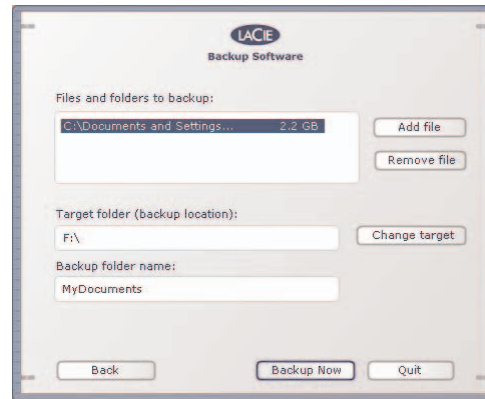 LACIE
Backup Software
Files and folders to backup:
C:\Documents and Settings... 2.2 GB
Add file
Remove file
Target folder (backup location):
F:\
Change target
Backup folder name:
MyDocuments
Back
Backup Now
Quit